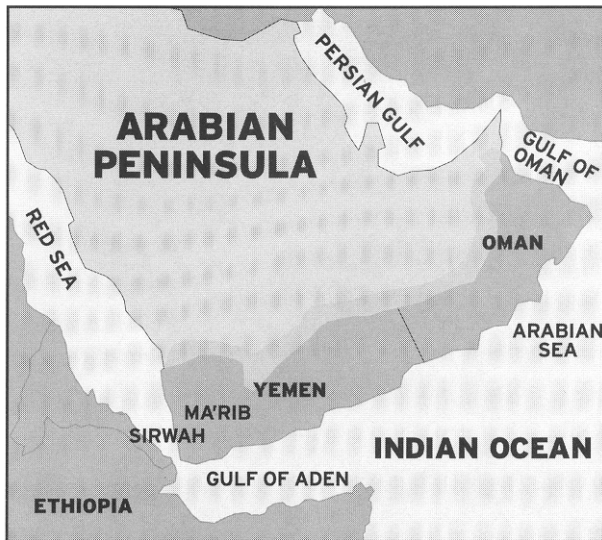 PERSIAN GULF
ARABIAN
PENINSULA
GULF OF
OMAN
RED SEA
OMAN
ARABIAN
SEA
YEMEN
MA'RIB
SIRWAH
INDIAN OCEAN
GULF OF ADEN
ETHIOPIA